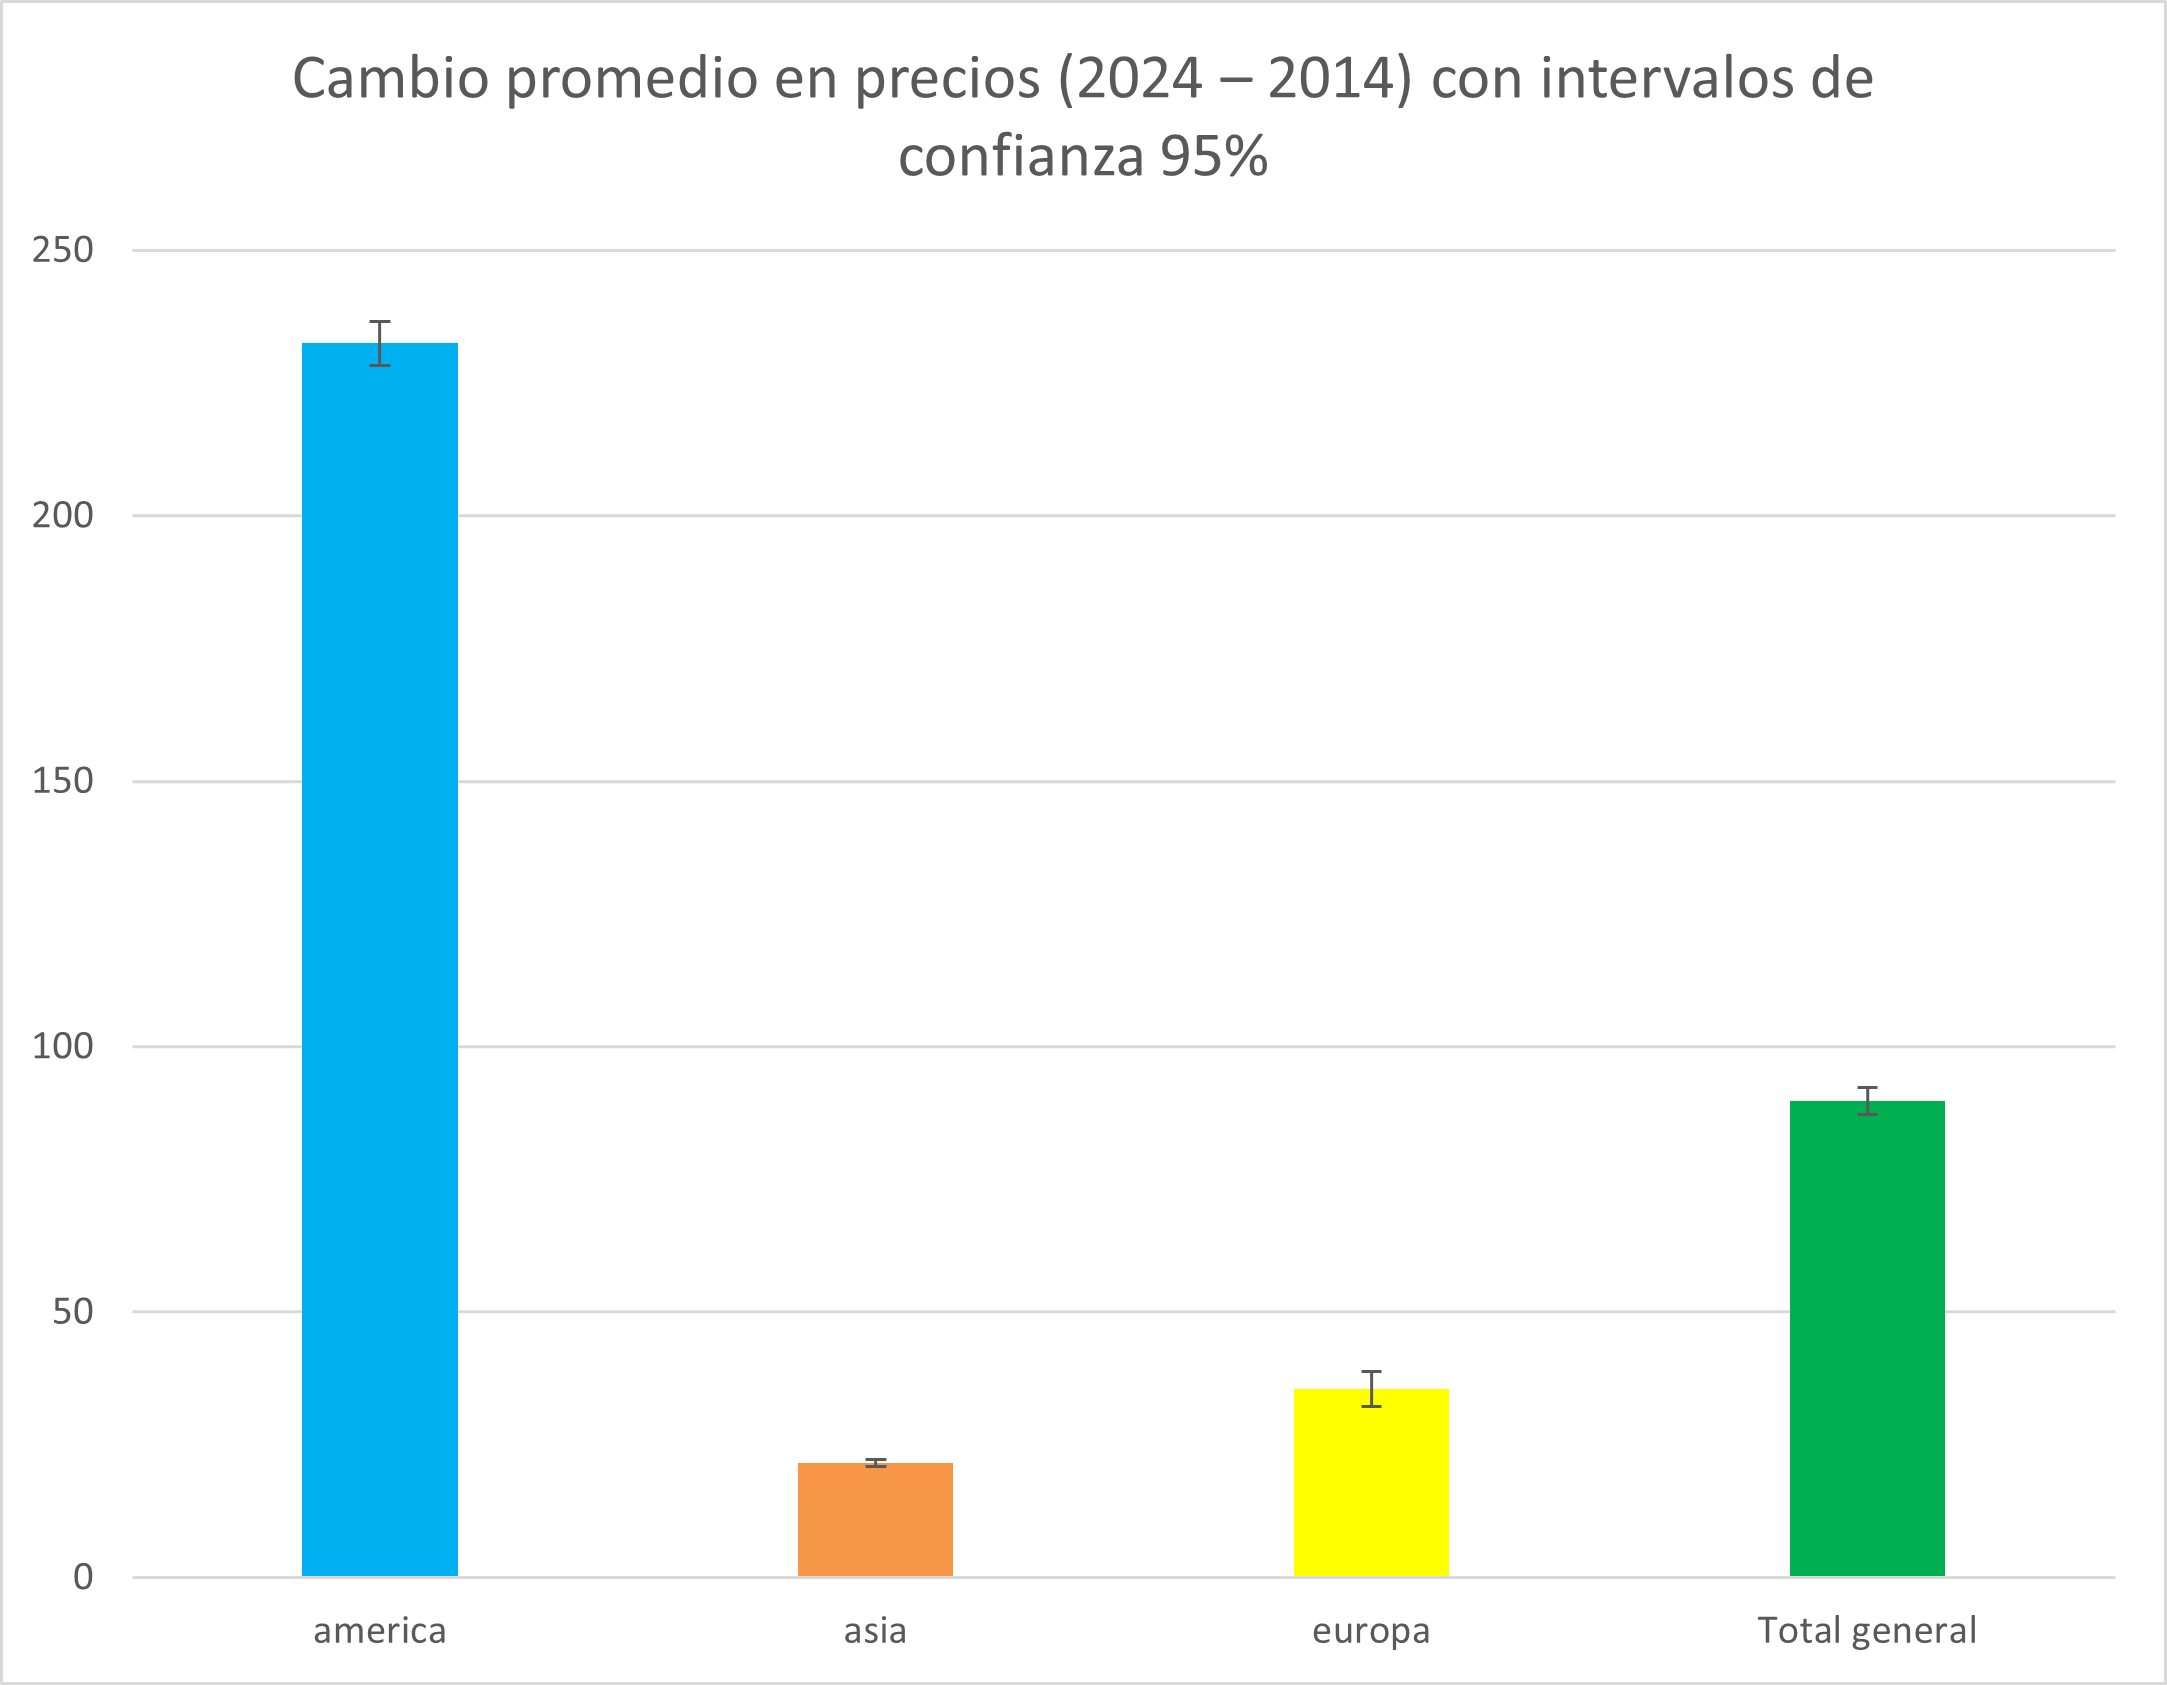 Cambio promedio en precios (2024 – 2014) con intervalos de
confianza 95%
250
200
150
100
50
0
america
asia
europa
Total general